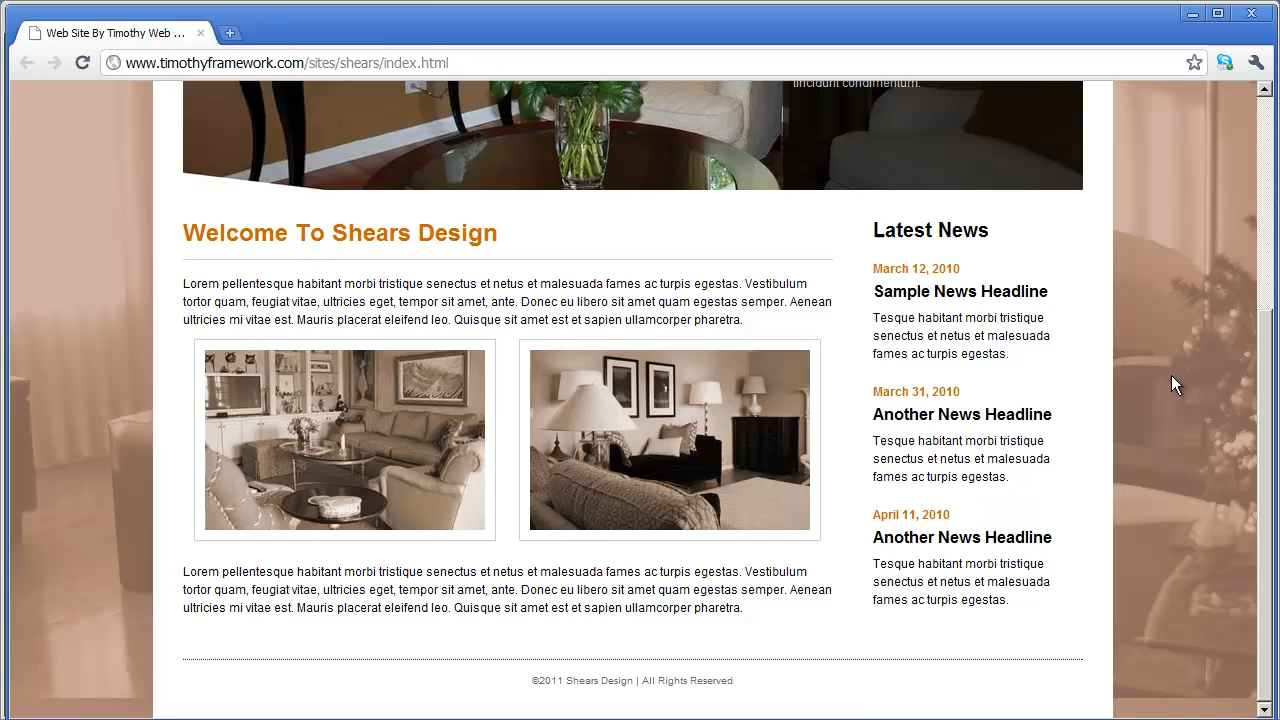 Web Site By Timothy Web ...
www.timothyframework.com/sites/shears/index.html
tincidunt condimentum.
Welcome To Shears Design
Lorem pellentesque habitant morbi tristique senectus et netus et malesuada fames ac turpis egestas. Vestibulum
tortor quam, feugiat vitae, ultricies eget, tempor sit amet, ante. Donec eu libero sit amet quam egestas semper. Aenean
ultricies mi vitae est. Mauris placerat eleifend leo. Quisque sit amet est et sapien ullamcorper pharetra.
Lorem pellentesque habitant morbi tristique senectus et netus et malesuada fames ac turpis egestas. Vestibulum
tortor quam, feugiat vitae, ultricies eget, tempor sit amet, ante. Donec eu libero sit amet quam egestas semper. Aenean
ultricies mi vitae est. Mauris placerat eleifend leo. Quisque sit amet est et sapien ullamcorper pharetra.
Latest News
March 12, 2010
Sample News Headline
Tesque habitant morbi tristique
senectus et netus et malesuada
fames ac turpis egestas.
March 31, 2010
Another News Headline
Tesque habitant morbi tristique
senectus et netus et malesuada
fames ac turpis egestas.
April 11, 2010
Another News Headline
Tesque habitant morbi tristique
senectus et netus et malesuada
fames ac turpis egestas.
©2011 Shears Design | All Rights Reserved